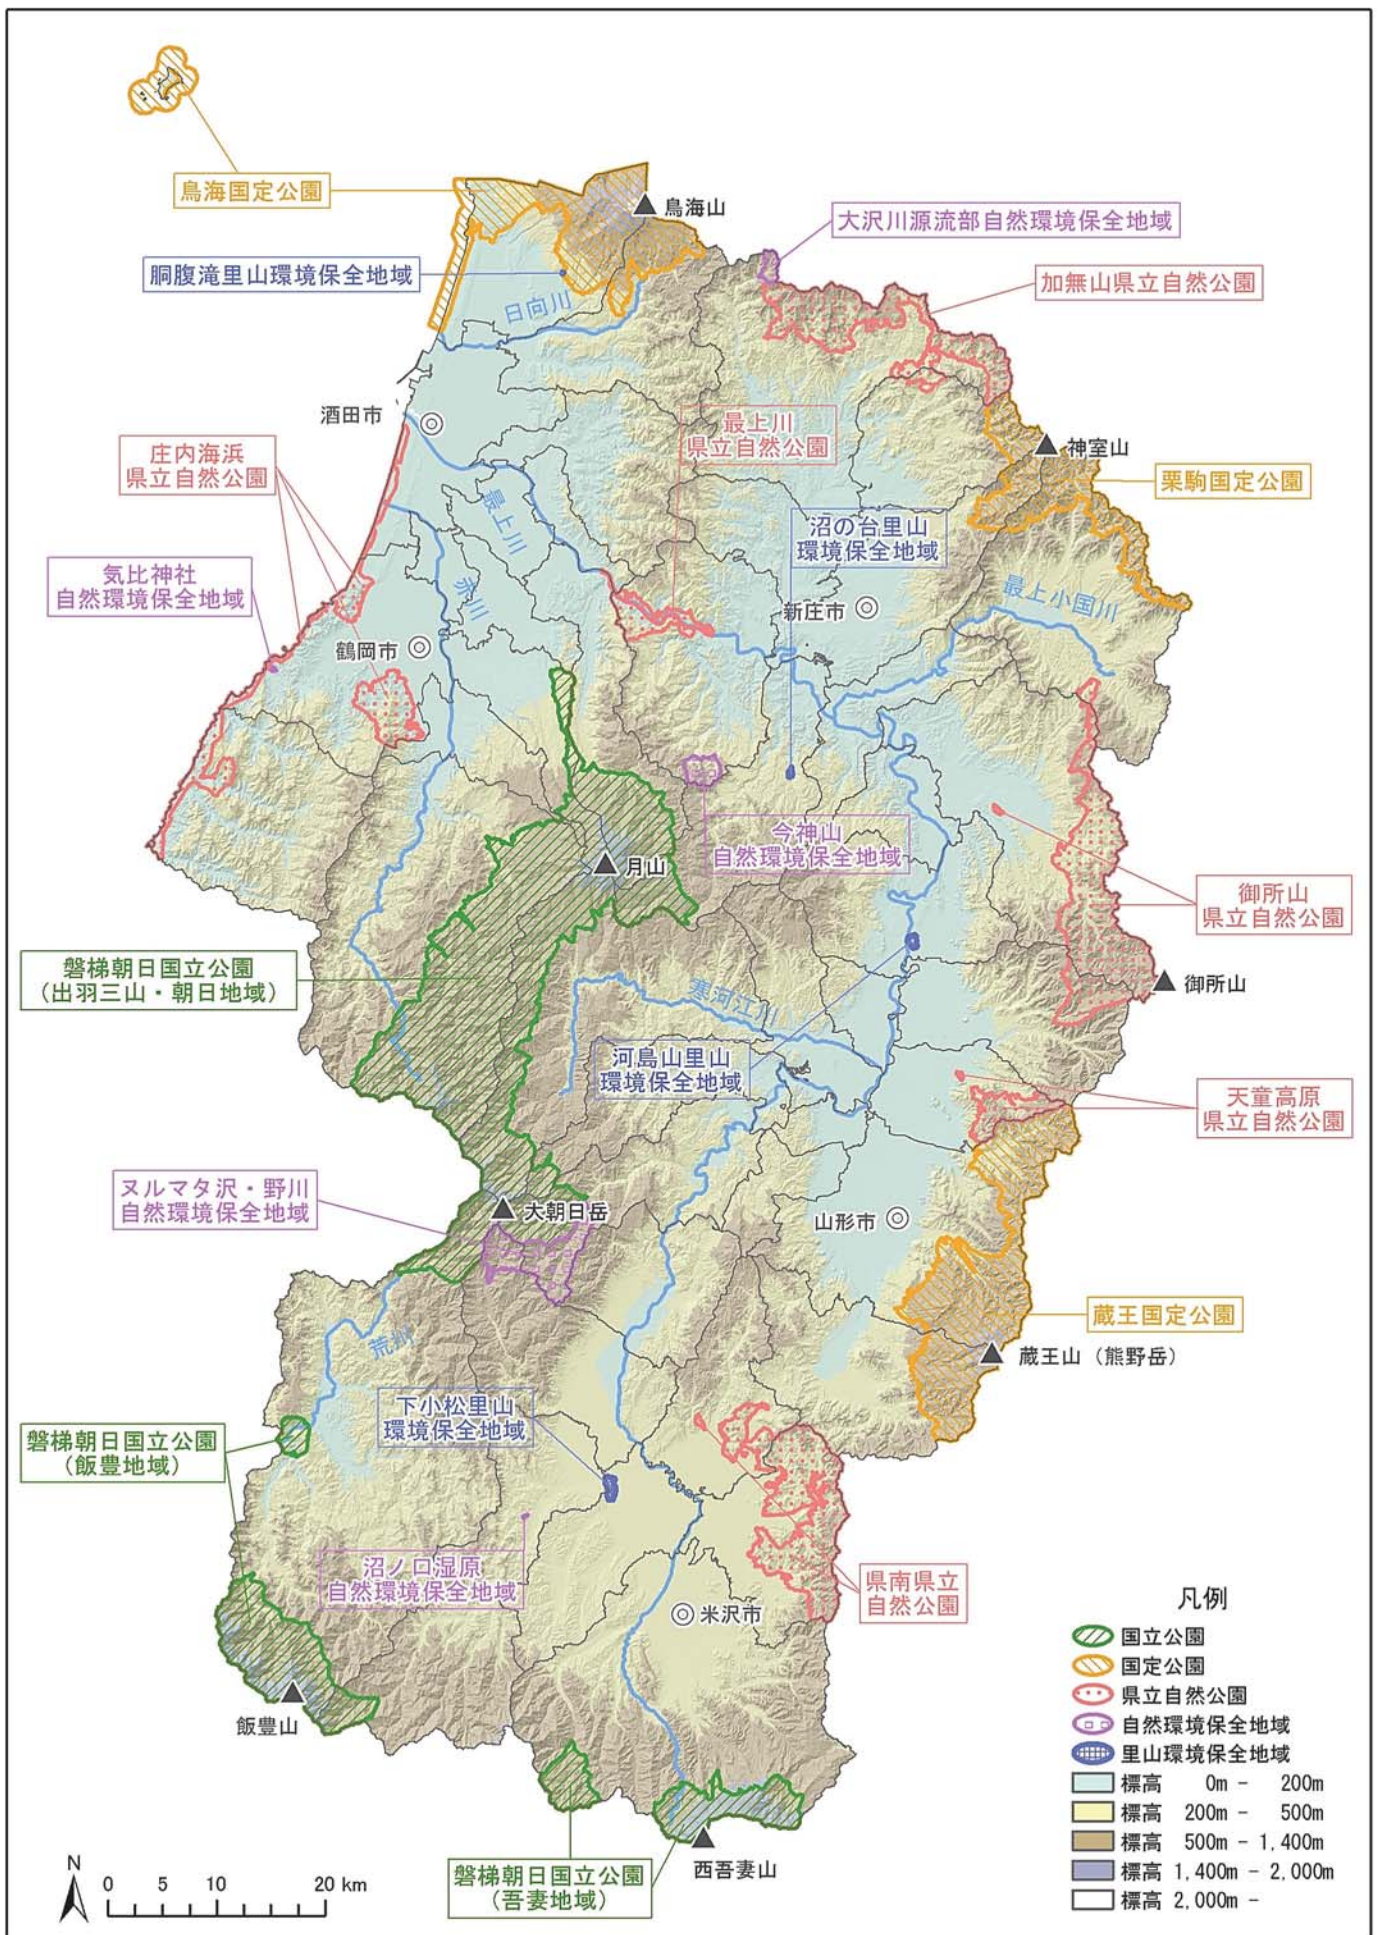 鳥海国定公園
鳥海山
大沢川源流部自然環境保全地域
胴腹滝里山環境保全地域
加無山県立自然公園
日向川
酒田市
最上川
県立自然公園
神室山
庄内海浜
県立自然公園
栗駒国定公園
最上川
沼の台里山
環境保全地域
気比神社
自然環境保全地域
赤川
新庄市
最上小国川
鶴岡市
今神山
自然環境保全地域
月山
御所山
県立自然公園
磐梯朝日国立公園
(出羽三山・朝日地域)
御所山
寒河江川
河島山里山
環境保全地域
天童高原
県立自然公園
ヌルマタ沢・野川
自然環境保全地域
大朝日岳
山形市
蔵王国定公園
荒川
蔵王山(熊野岳)
下小松里山
環境保全地域
磐梯朝日国立公園
(飯豊地域)
沼ノ口湿原
自然環境保全地域
県南県立
自然公園
米沢市
飯豊山
西吾妻山
磐梯朝日国立公園
(吾妻地域)
凡例
国立公園
国定公園
県立自然公園
自然環境保全地域
里山環境保全地域
標高 0m - 200m
標高 200m - 500m
標高 500m - 1,400m
標高 1,400m - 2,000m
標高 2,000m -
N
0 5 10 20 km